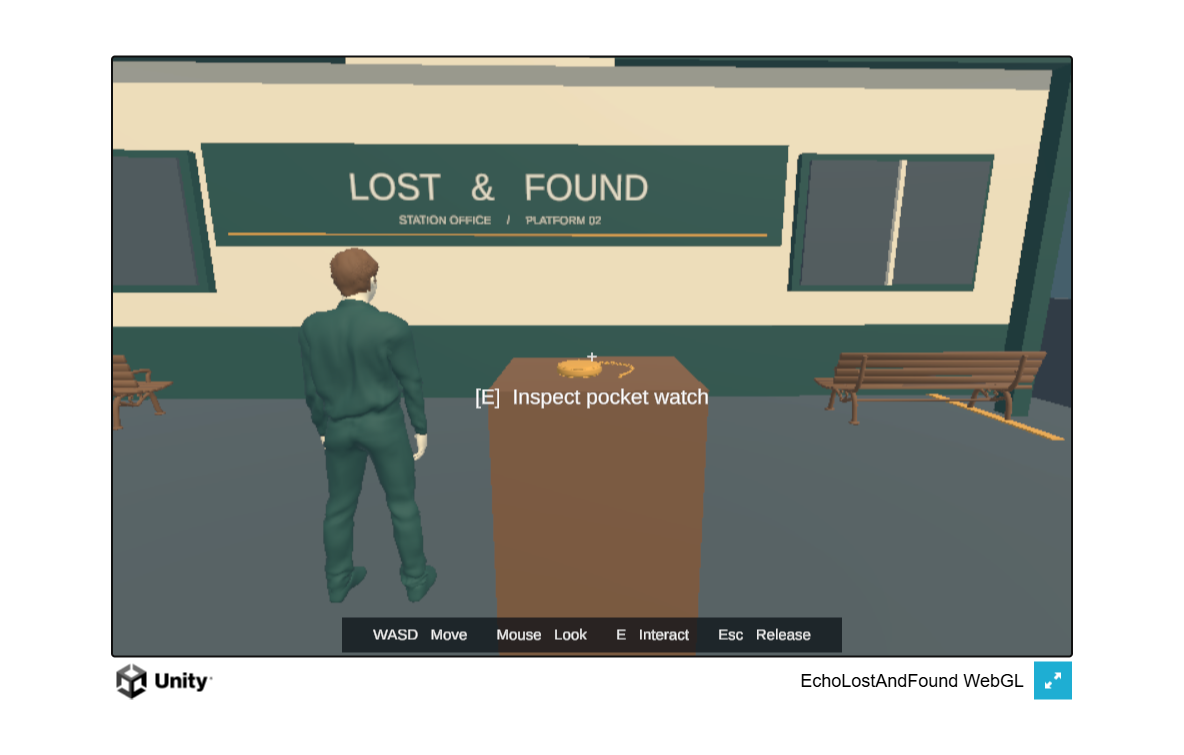 LOST & FOUND
STATION OFFICE / PLATFORM 02
[E] Inspect pocket watch
WASD Move Mouse Look E Interact Esc Release
Unity
EchoLostAndFound WebGL